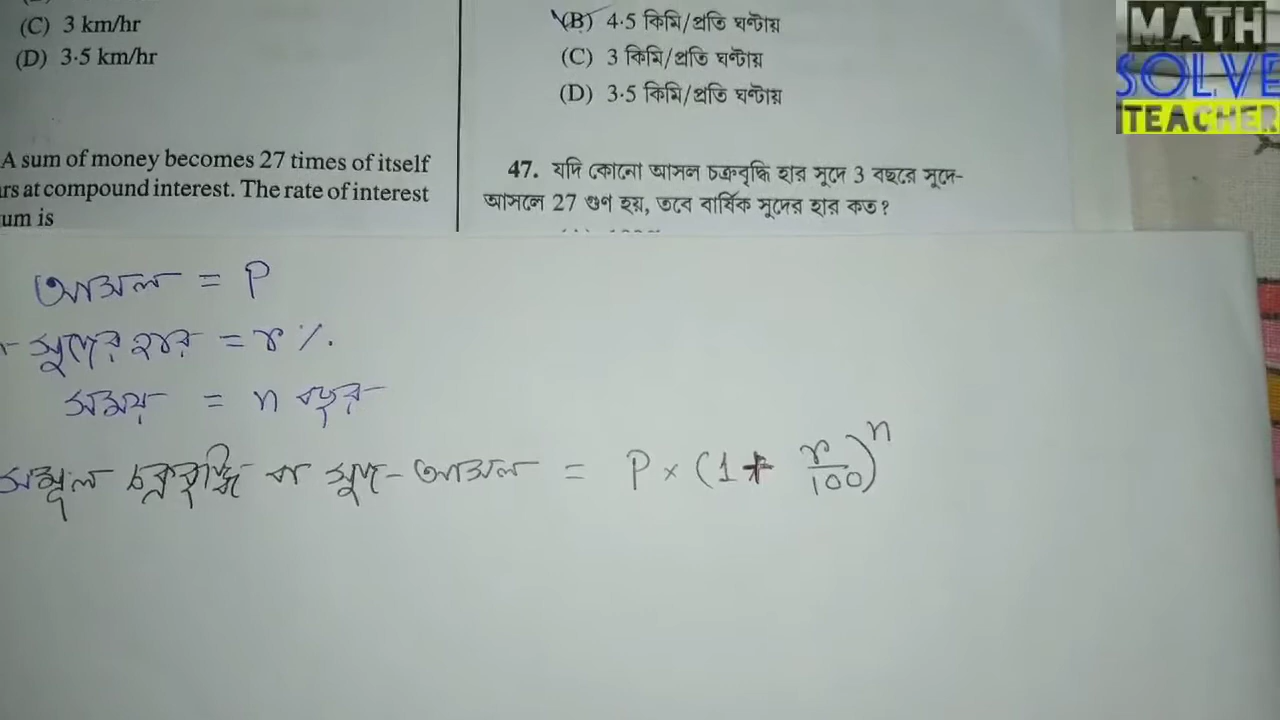 (C) 3 km/hr
(D) 3·5 km/hr
A sum of money becomes 27 times of itself
rs at compound interest. The rate of interest
um is
(B) 4·5 কিমি/প্রতি ঘণ্টায়
(C) 3 কিমি/প্রতি ঘণ্টায়
(D) 3·5 কিমি/প্রতি ঘণ্টায়
47. যদি কোনো আসল চক্রবৃদ্ধি হার সুদে 3 বছরে সুদে-
আসলে 27 গুণ হয়, তবে বার্ষিক সুদের হার কত?
MATH
SOLVE
TEACHER
আসল = P
সুদের হার = r %.
সময় = n বছর
সমূল চক্রবৃদ্ধি বা সুদ-আসল = P × (1 + r/100)^n